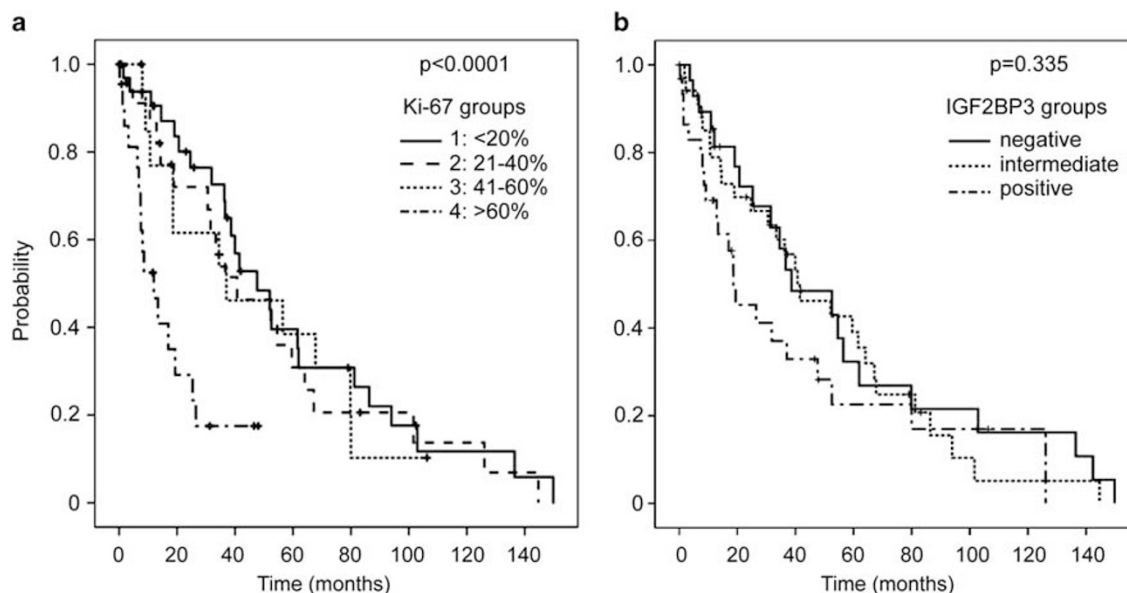 a
p<0.0001
Ki-67 groups
1: <20%
2: 21-40%
3: 41-60%
4: >60%
Probability
1.0
0.8
0.6
0.4
0.2
0
0 20 40 60 80 100 120 140
Time (months)
b
p=0.335
IGF2BP3 groups
negative
intermediate
positive
1.0
0.8
0.6
0.4
0.2
0
0 20 40 60 80 100 120 140
Time (months)